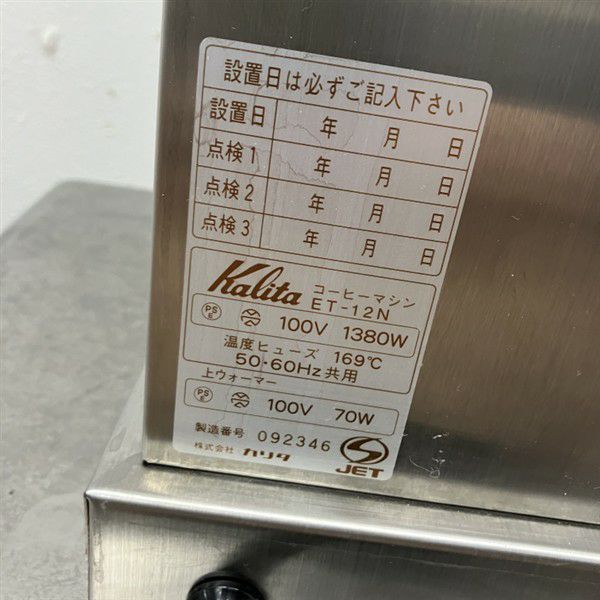 設置日は必ずご記入下さい
設置日 年 月 日
点検1 年 月 日
点検2 年 月 日
点検3 年 月 日
Kalita コーヒーマシン
ET-12N
PSE 100V 1380W
温度ヒューズ 169℃
50・60Hz共用
上ウォーマー
PSE 100V 70W
製造番号 092346
株式会社 カリタ
S JET